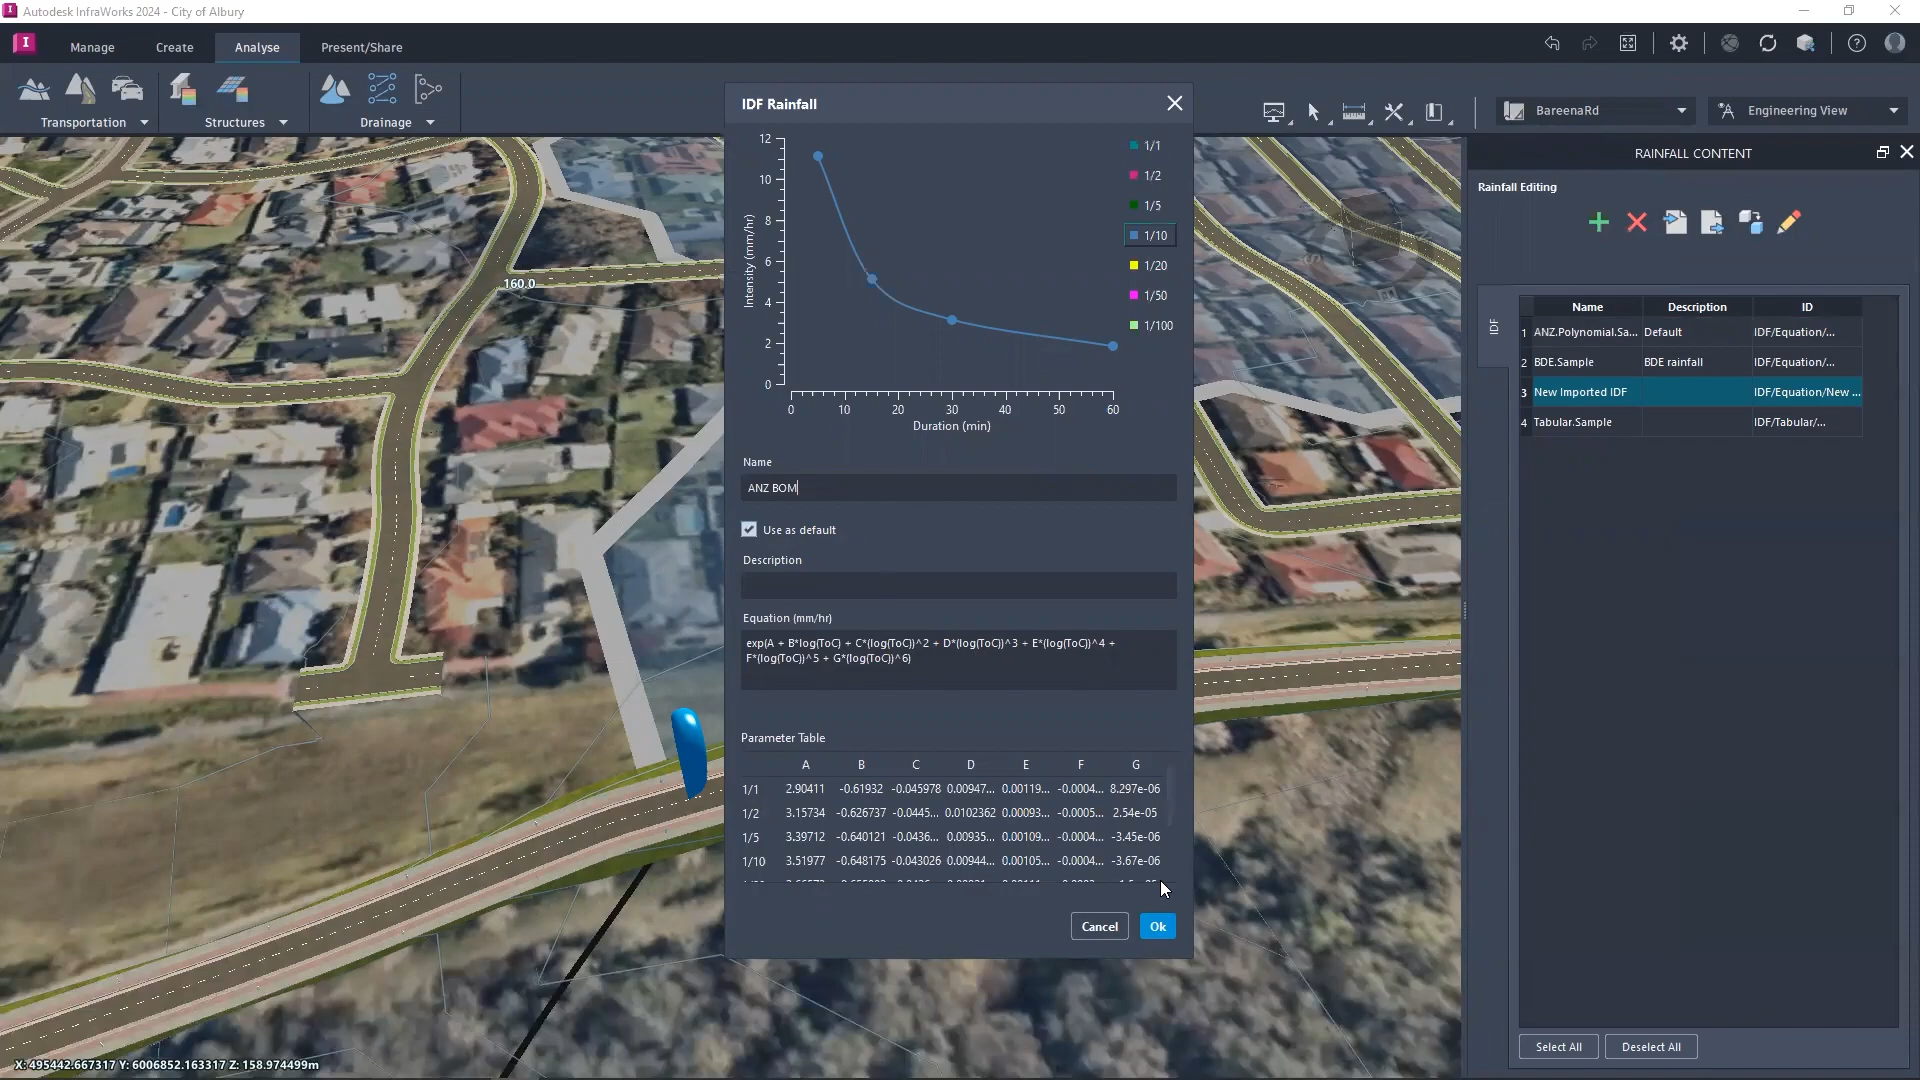 Autodesk InfraWorks 2024 - City of Albury
Manage
Create
Analyse
Present/Share
Transportation
Structures
Drainage
BareenaRd
Engineering View
160.0
IDF Rainfall
12
10
8
6
4
2
0
Intensity (mm/hr)
0 10 20 30 40 50 60
Duration (min)
1/1
1/2
1/5
1/10
1/20
1/50
1/100
Name
ANZ BOM
Use as default
Description
Equation (mm/hr)
exp(A + B*log(ToC) + C*(log(ToC))^2 + D*(log(ToC))^3 + E*(log(ToC))^4 +
F*(log(ToC))^5 + G*(log(ToC))^6)
Parameter Table
A B C D E F G
1/1 2.90411 -0.61932 -0.045978 0.00947... 0.00119... -0.0004... 8.297e-06
1/2 3.15734 -0.626737 -0.0445... 0.0102362 0.00093... -0.0005... 2.54e-05
1/5 3.39712 -0.640121 -0.0436... 0.00935... 0.00109... -0.0004... -3.45e-06
1/10 3.51977 -0.648175 -0.043026 0.00944... 0.00105... -0.0004... -3.67e-06
Cancel
Ok
RAINFALL CONTENT
Rainfall Editing
IDF
Name Description ID
1 ANZ.Polynomial.Sa... Default IDF/Equation/...
2 BDE.Sample BDE rainfall IDF/Equation/...
3 New Imported IDF IDF/Equation/New ...
4 Tabular.Sample IDF/Tabular/...
Select All
Deselect All
X: 495442.667317 Y: 6006852.163317 Z: 158.974499m